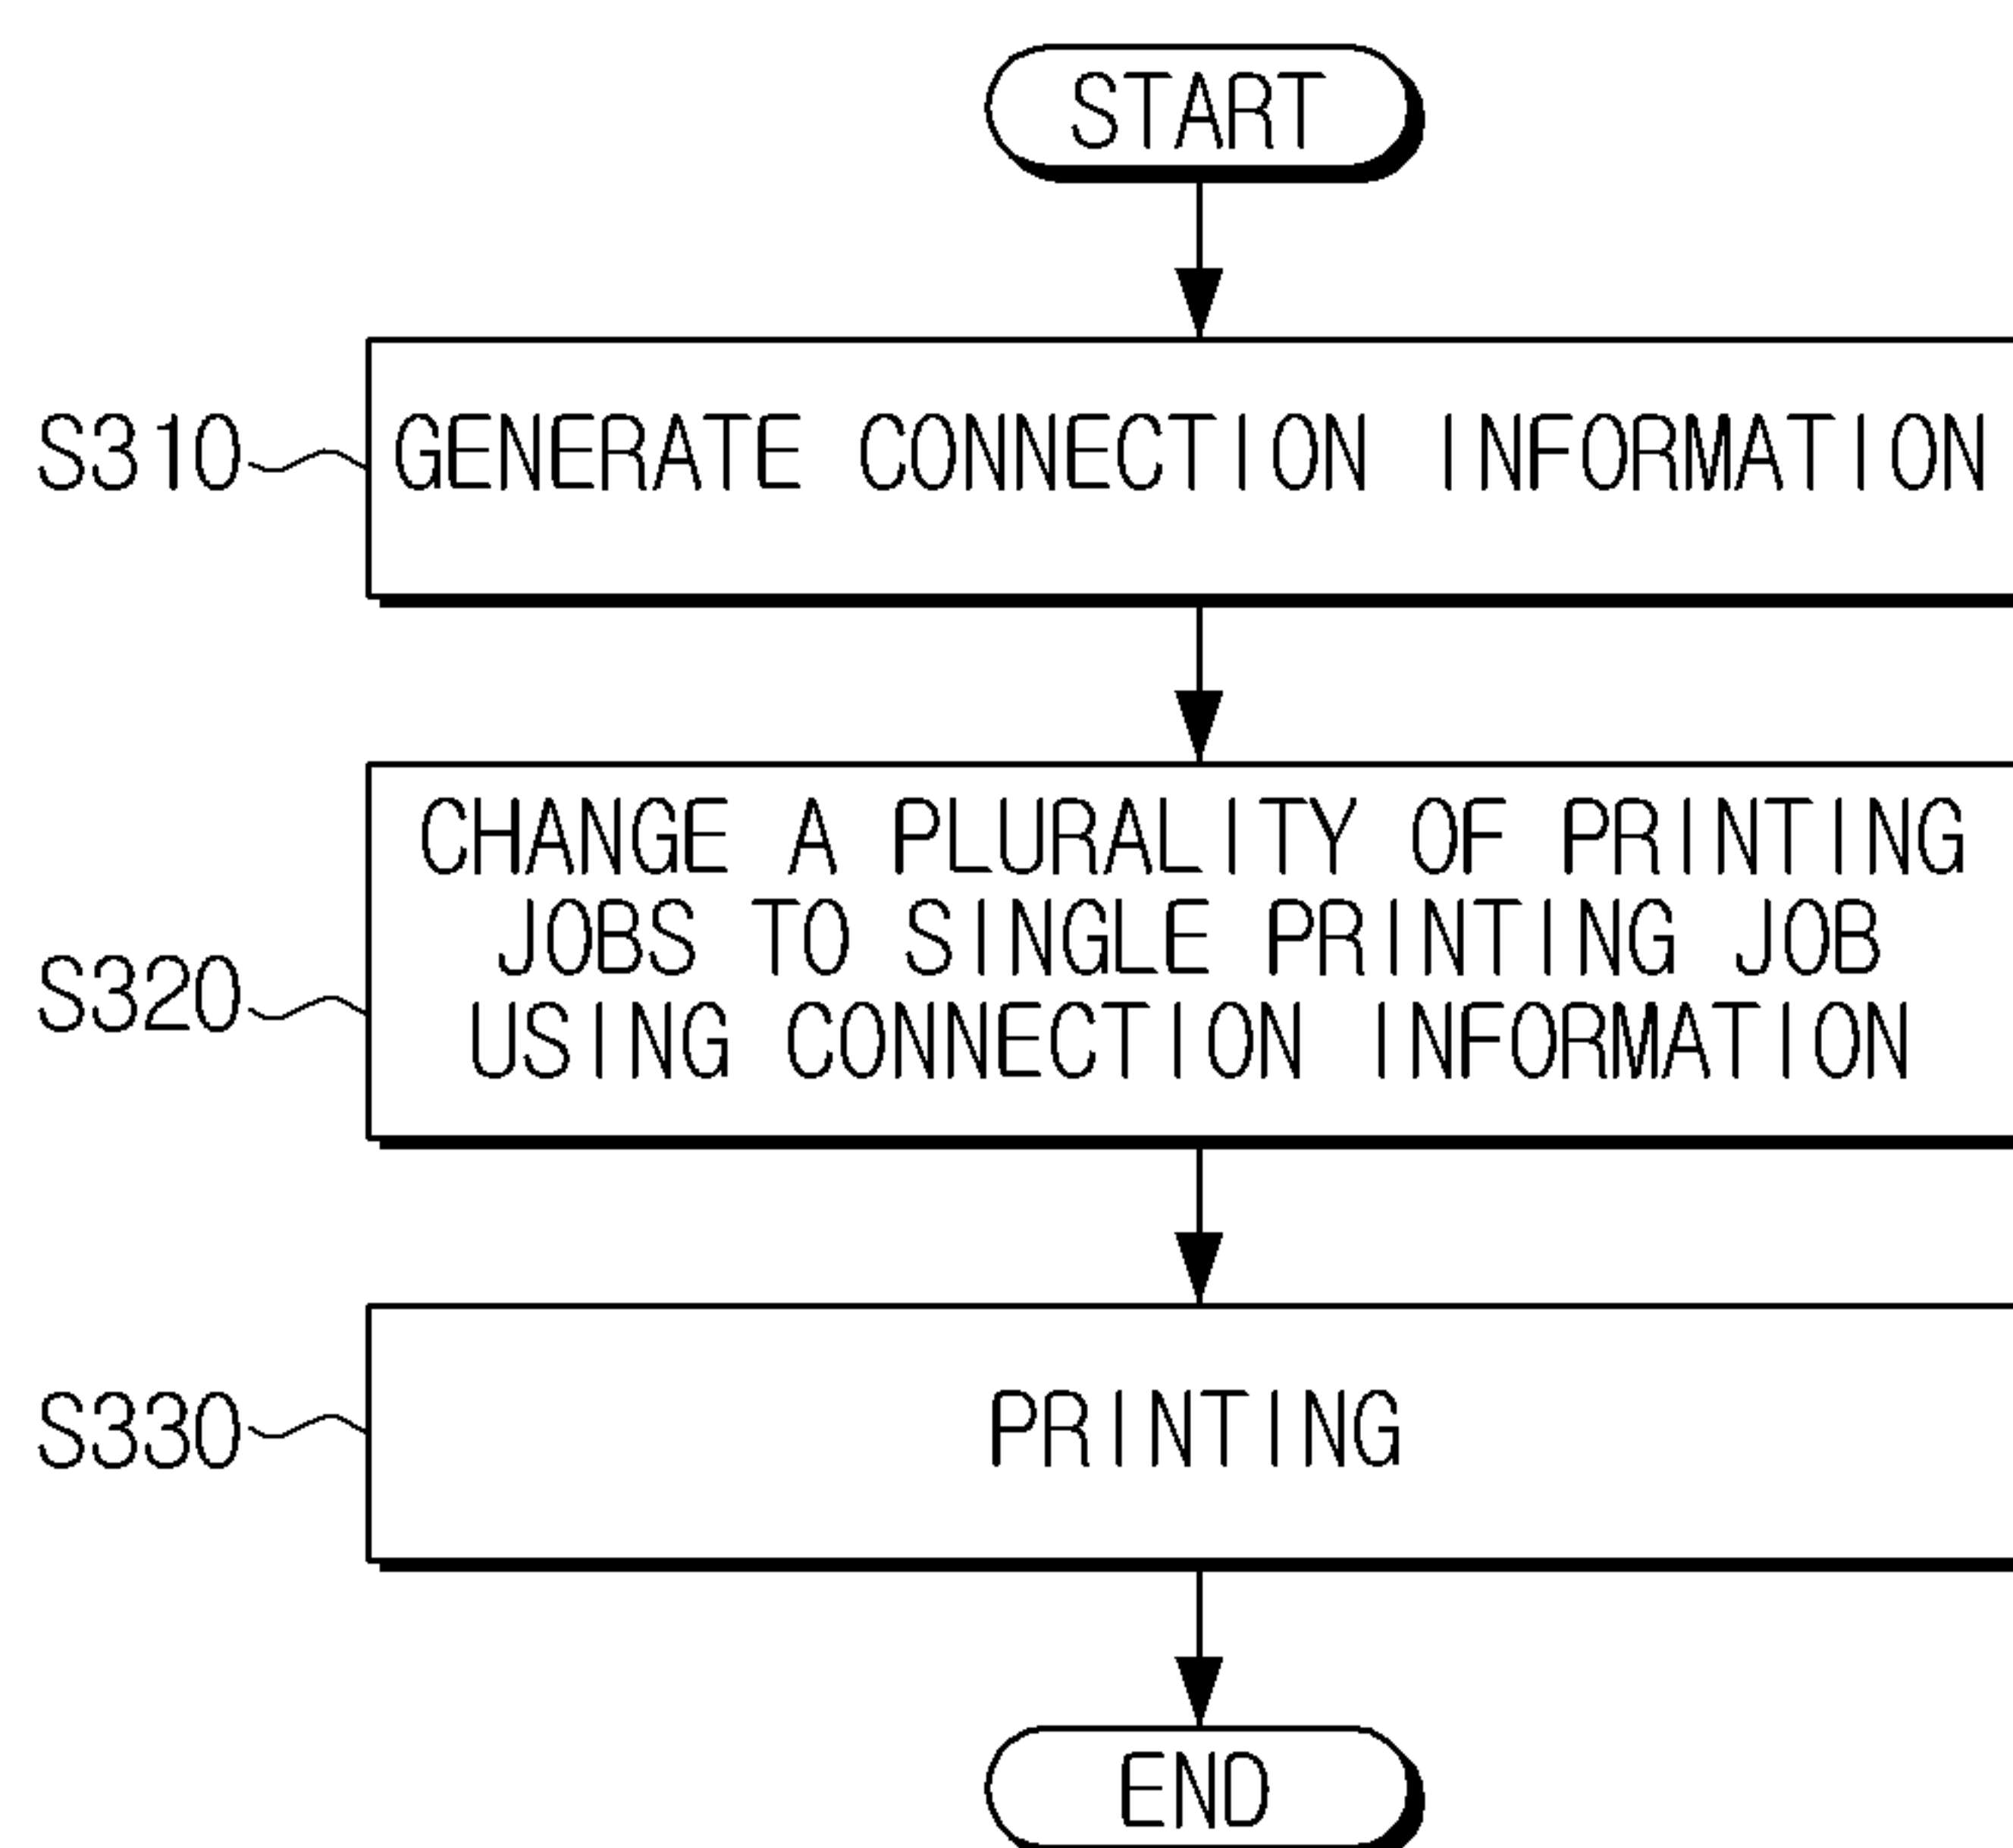 START
S310
GENERATE CONNECTION INFORMATION
CHANGE A PLURALITY OF PRINTING
JOBS TO SINGLE PRINTING JOB
S320
USING CONNECTION INFORMATION
S330
PRINTING
END